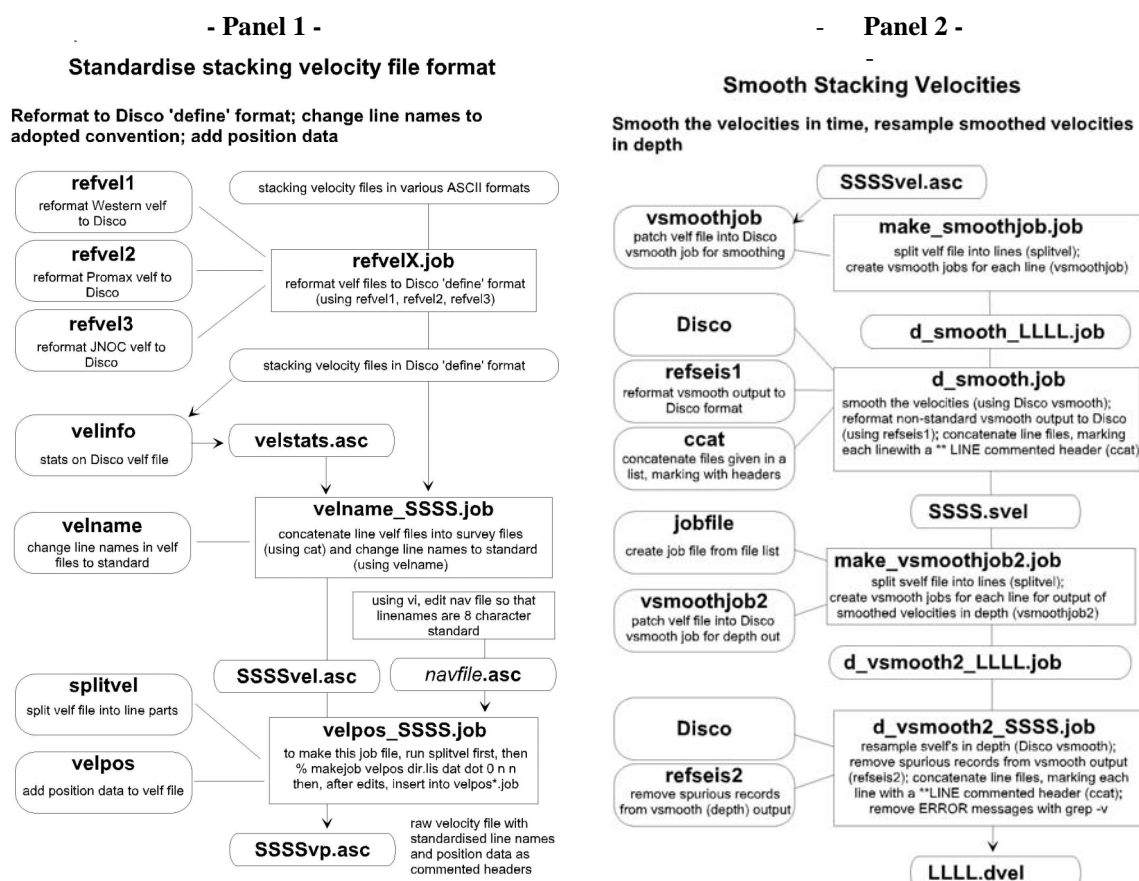 - Panel 1 -
Standardise stacking velocity file format
Reformat to Disco 'define' format; change line names to
adopted convention; add position data
refvel1
reformat Western velf
to Disco
stacking velocity files in various ASCII formats
refvel2
reformat Promax velf to
Disco
refvelX.job
reformat velf files to Disco 'define' format
(using refvel1, refvel2, refvel3)
refvel3
reformat JNOC velf to
Disco
stacking velocity files in Disco 'define' format
velinfo
stats on Disco velf file
velstats.asc
velname
change line names in velf
files to standard
velname_SSSS.job
concatenate line velf files into survey files
(using cat) and change line names to standard
(using velname)
using vi, edit nav file so that
linenames are 8 character
standard
SSSSvel.asc
navfile.asc
splitvel
split velf file into line parts
velpos
add position data to velf file
velpos_SSSS.job
to make this job file, run splitvel first, then
% makejob velpos dir.lis dat dot 0 n n
then, after edits, insert into velpos*.job
SSSSvp.asc
raw velocity file with
standardised line names
and position data as
commented headers
- Panel 2 -
-
Smooth Stacking Velocities
Smooth the velocities in time, resample smoothed velocities
in depth
SSSSvel.asc
vsmoothjob
patch velf file into Disco
vsmooth job for smoothing
make_smoothjob.job
split velf file into lines (splitvel);
create vsmooth jobs for each line (vsmoothjob)
Disco
d_smooth_LLLL.job
refseis1
reformat vsmooth output to
Disco format
ccat
concatenate files given in a
list, marking with headers
d_smooth.job
smooth the velocities (using Disco vsmooth);
reformat non-standard vsmooth output to Disco
(using refseis1); concatenate line files, marking
each linewith a ** LINE commented header (ccat)
SSSS.svel
jobfile
create job file from file list
make_vsmoothjob2.job
split svelf file into lines (splitvel);
create vsmooth jobs for each line for output of
smoothed velocities in depth (vsmoothjob2)
vsmoothjob2
patch velf file into Disco
vsmooth job for depth out
d_vsmooth2_LLLL.job
Disco
refseis2
remove spurious records
from vsmooth (depth) output
d_vsmooth2_SSSS.job
resample svelf's in depth (Disco vsmooth);
remove spurious records from vsmooth output
(refseis2); concatenate line files, marking each
line with a **LINE commented header (ccat);
remove ERROR messages with grep -v
LLLL.dvel